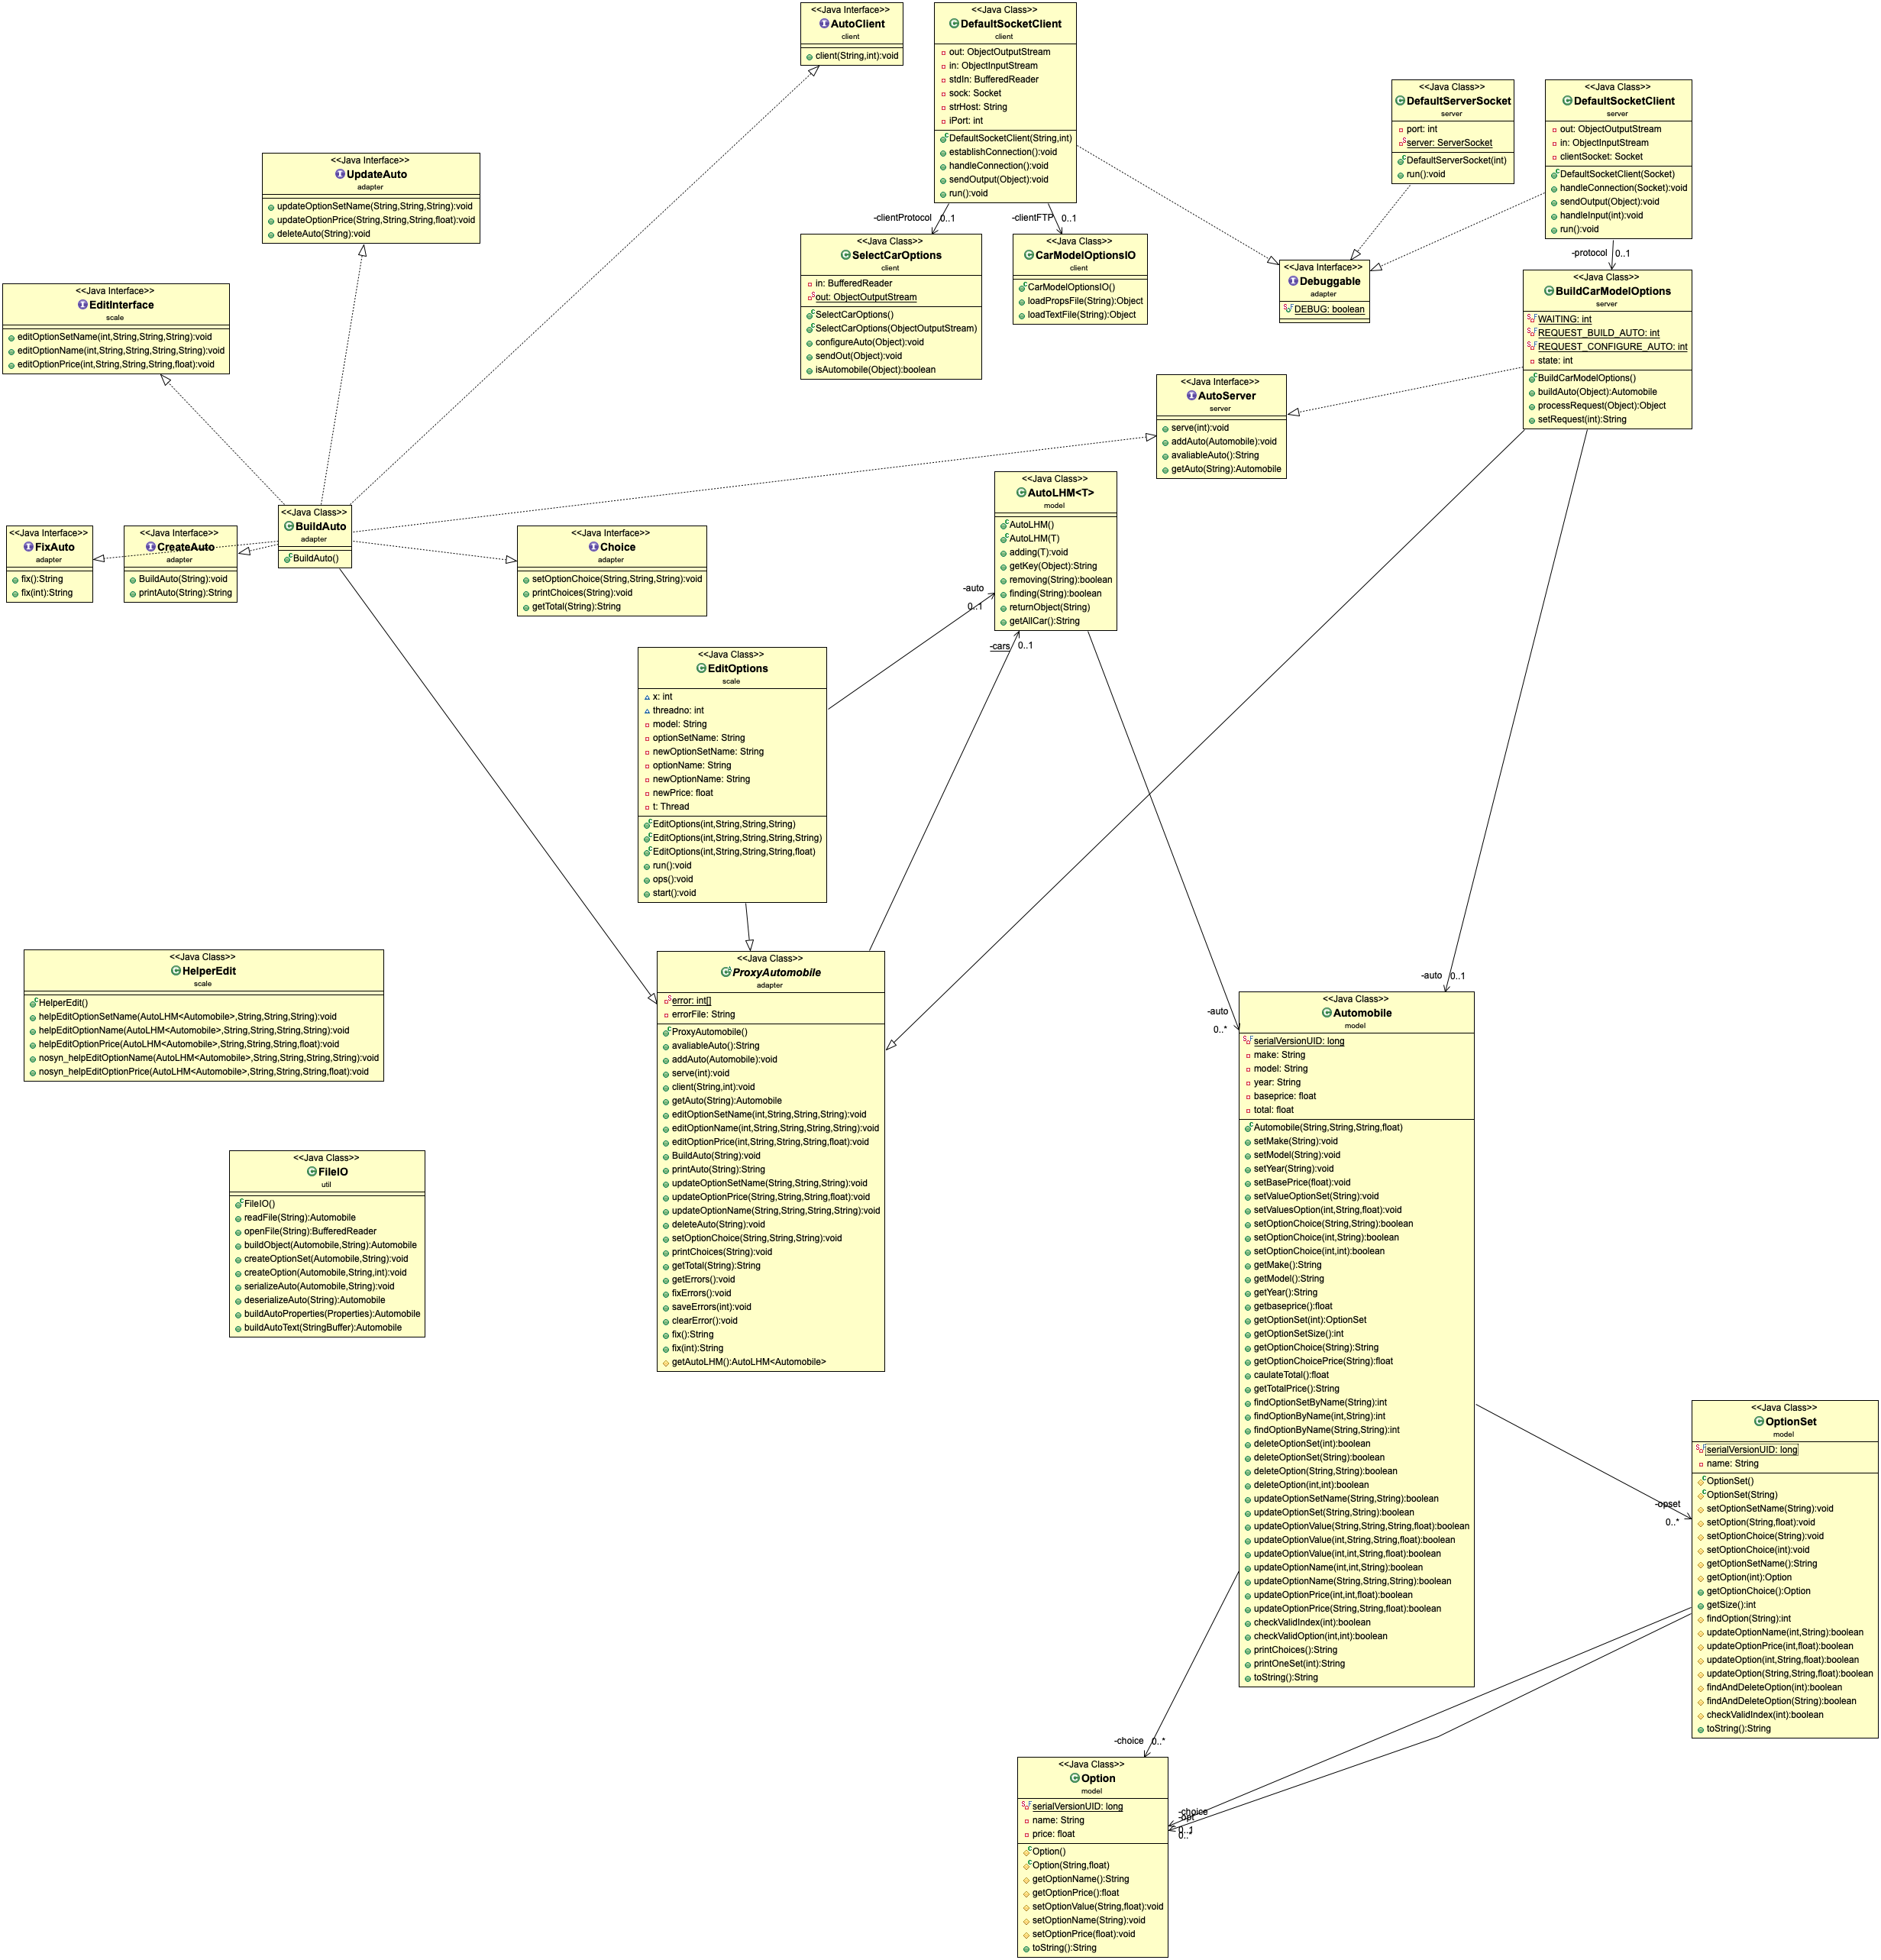 <<Java Interface>>
AutoClient
client
client(String,int):void
<<Java Class>>
DefaultSocketClient
client
out: ObjectOutputStream
in: ObjectInputStream
stdIn: BufferedReader
sock: Socket
strHost: String
iPort: int
DefaultSocketClient(String,int)
establishConnection():void
handleConnection():void
sendOutput(Object):void
run():void
<<Java Class>>
DefaultServerSocket
server
port: int
server: ServerSocket
DefaultServerSocket(int)
run():void
<<Java Class>>
DefaultSocketClient
server
out: ObjectOutputStream
in: ObjectInputStream
clientSocket: Socket
DefaultSocketClient(Socket)
handleConnection(Socket):void
sendOutput(Object):void
handleInput(int):void
run():void
<<Java Interface>>
UpdateAuto
adapter
updateOptionSetName(String,String,String):void
updateOptionPrice(String,String,String,float):void
deleteAuto(String):void
-clientProtocol 0..1
-clientFTP 0..1
-protocol 0..1
<<Java Class>>
SelectCarOptions
client
in: BufferedReader
out: ObjectOutputStream
SelectCarOptions()
SelectCarOptions(ObjectOutputStream)
configureAuto(Object):void
sendOut(Object):void
isAutomobile(Object):boolean
<<Java Class>>
CarModelOptionsIO
client
CarModelOptionsIO()
loadPropsFile(String):Object
loadTextFile(String):Object
<<Java Interface>>
Debuggable
adapter
DEBUG: boolean
<<Java Class>>
BuildCarModelOptions
server
WAITING: int
REQUEST_BUILD_AUTO: int
REQUEST_CONFIGURE_AUTO: int
state: int
BuildCarModelOptions()
buildAuto(Object):Automobile
processRequest(Object):Object
setRequest(int):String
<<Java Interface>>
EditInterface
scale
editOptionSetName(int,String,String,String):void
editOptionName(int,String,String,String,String):void
editOptionPrice(int,String,String,String,float):void
<<Java Interface>>
AutoServer
server
serve(int):void
addAuto(Automobile):void
avaliableAuto():String
getAuto(String):Automobile
<<Java Class>>
AutoLHM<T>
model
AutoLHM()
AutoLHM(T)
adding(T):void
getKey(Object):String
removing(String):boolean
finding(String):boolean
returnObject(String)
getAllCar():String
<<Java Class>>
BuildAuto
adapter
BuildAuto()
<<Java Interface>>
FixAuto
adapter
fix():String
fix(int):String
<<Java Interface>>
CreateAuto
adapter
BuildAuto(String):void
printAuto(String):String
<<Java Interface>>
Choice
adapter
setOptionChoice(String,String,String):void
printChoices(String):void
getTotal(String):String
-auto
0..1
-cars 0..1
<<Java Class>>
EditOptions
scale
x: int
threadno: int
model: String
optionSetName: String
newOptionSetName: String
optionName: String
newOptionName: String
newPrice: float
t: Thread
EditOptions(int,String,String,String)
EditOptions(int,String,String,String,String)
EditOptions(int,String,String,String,float)
run():void
ops():void
start():void
<<Java Class>>
HelperEdit
scale
HelperEdit()
helpEditOptionSetName(AutoLHM<Automobile>,String,String,String):void
helpEditOptionName(AutoLHM<Automobile>,String,String,String,String):void
helpEditOptionPrice(AutoLHM<Automobile>,String,String,String,float):void
nosyn_helpEditOptionName(AutoLHM<Automobile>,String,String,String,String):void
nosyn_helpEditOptionPrice(AutoLHM<Automobile>,String,String,String,float):void
<<Java Class>>
ProxyAutomobile
adapter
error: int[]
errorFile: String
ProxyAutomobile()
avaliableAuto():String
addAuto(Automobile):void
serve(int):void
client(String,int):void
getAuto(String):Automobile
editOptionSetName(int,String,String,String):void
editOptionName(int,String,String,String,String):void
editOptionPrice(int,String,String,String,float):void
BuildAuto(String):void
printAuto(String):String
updateOptionSetName(String,String,String):void
updateOptionPrice(String,String,String,float):void
updateOptionName(String,String,String,String):void
deleteAuto(String):void
setOptionChoice(String,String,String):void
printChoices(String):void
getTotal(String):String
getErrors():void
fixErrors():void
saveErrors(int):void
clearError():void
fix():String
fix(int):String
getAutoLHM():AutoLHM<Automobile>
-auto 0..1
-auto
0..*
<<Java Class>>
Automobile
model
serialVersionUID: long
make: String
model: String
year: String
baseprice: float
total: float
Automobile(String,String,String,float)
setMake(String):void
setModel(String):void
setYear(String):void
setBasePrice(float):void
setValueOptionSet(String):void
setValuesOption(int,String,float):void
setOptionChoice(String,String):boolean
setOptionChoice(int,String):boolean
setOptionChoice(int,int):boolean
getMake():String
getModel():String
getYear():String
getbaseprice():float
getOptionSet(int):OptionSet
getOptionSetSize():int
getOptionChoice(String):String
getOptionChoicePrice(String):float
caulateTotal():float
getTotalPrice():String
findOptionSetByName(String):int
findOptionByName(int,String):int
findOptionByName(String,String):int
deleteOptionSet(int):boolean
deleteOptionSet(String):boolean
deleteOption(String,String):boolean
deleteOption(int,int):boolean
updateOptionSetName(String,String):boolean
updateOptionSet(String,String):boolean
updateOptionValue(String,String,String,float):boolean
updateOptionValue(int,String,String,float):boolean
updateOptionValue(int,int,String,float):boolean
updateOptionName(int,int,String):boolean
updateOptionName(String,String,String):boolean
updateOptionPrice(int,int,float):boolean
updateOptionPrice(String,String,float):boolean
checkValidIndex(int):boolean
checkValidOption(int,int):boolean
printChoices():String
printOneSet(int):String
toString():String
<<Java Class>>
FileIO
util
FileIO()
readFile(String):Automobile
openFile(String):BufferedReader
buildObject(Automobile,String):Automobile
createOptionSet(Automobile,String):void
createOption(Automobile,String,int):void
serializeAuto(Automobile,String):void
deserializeAuto(String):Automobile
buildAutoProperties(Properties):Automobile
buildAutoText(StringBuffer):Automobile
-opset
0..*
<<Java Class>>
OptionSet
model
serialVersionUID: long
name: String
OptionSet()
OptionSet(String)
setOptionSetName(String):void
setOption(String,float):void
setOptionChoice(String):void
setOptionChoice(int):void
getOptionSetName():String
getOption(int):Option
getOptionChoice():Option
getSize():int
findOption(String):int
updateOptionName(int,String):boolean
updateOptionPrice(int,float):boolean
updateOption(int,String,float):boolean
updateOption(String,String,float):boolean
findAndDeleteOption(int):boolean
findAndDeleteOption(String):boolean
checkValidIndex(int):boolean
toString():String
-choice 0..*
<<Java Class>>
Option
model
serialVersionUID: long
name: String
price: float
Option()
Option(String,float)
getOptionName():String
getOptionPrice():float
setOptionValue(String,float):void
setOptionName(String):void
setOptionPrice(float):void
toString():String
-choice
-opt
0..1
0..*